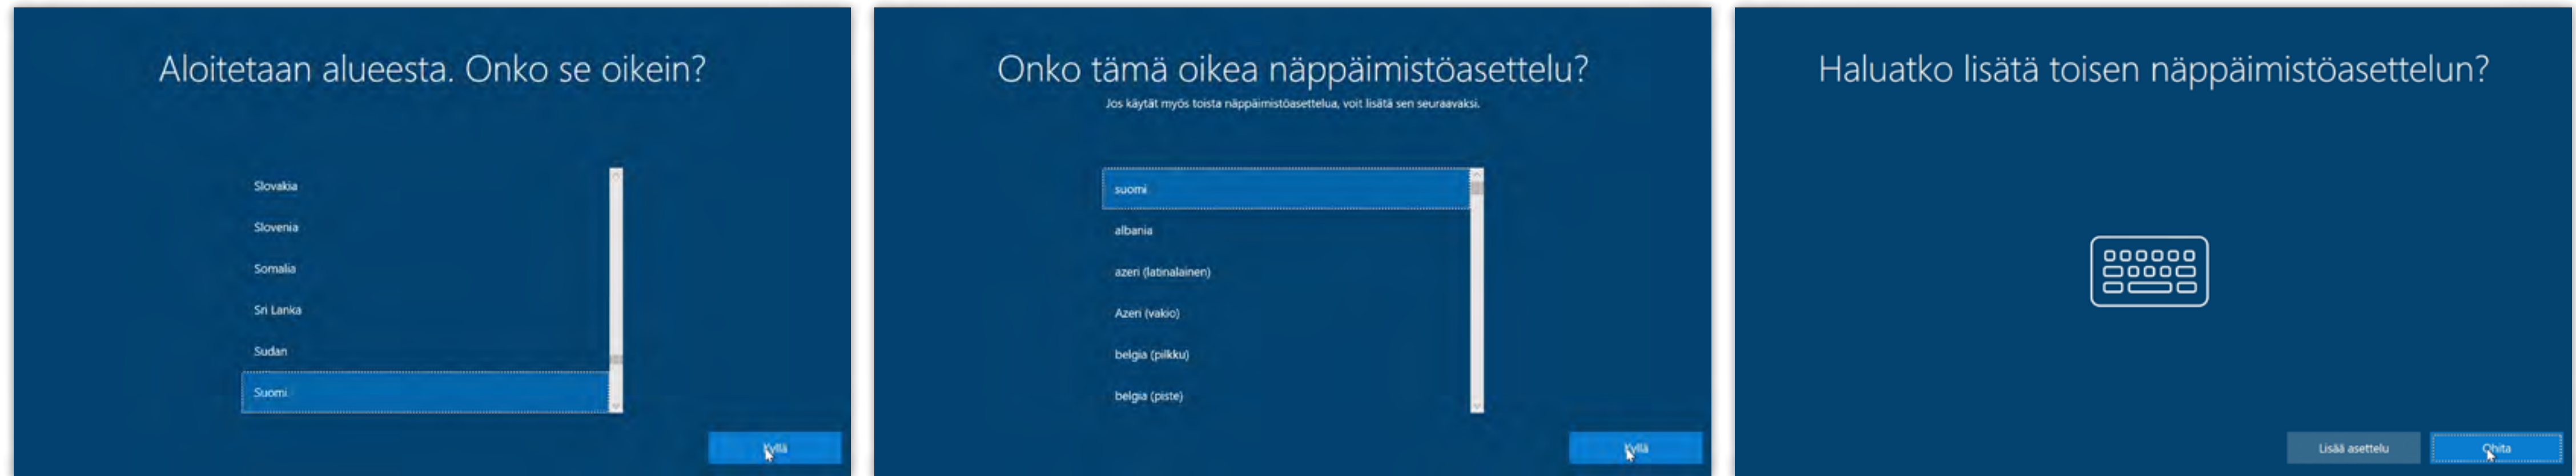 Aloitetaan alueesta. Onko se oikein?
Slovakia
Slovenia
Somalia
Sri Lanka
Sudan
Suomi
Kyllä
Onko tämä oikea näppäimistöasettelu?
Jos käytät myös toista näppäimistöasettelua, voit lisätä sen seuraavaksi.
suomi
albania
azeri (latinalainen)
Azeri (vakio)
belgia (pilkku)
belgia (piste)
Kyllä
Haluatko lisätä toisen näppäimistöasettelun?
Lisää asettelu
Ohita